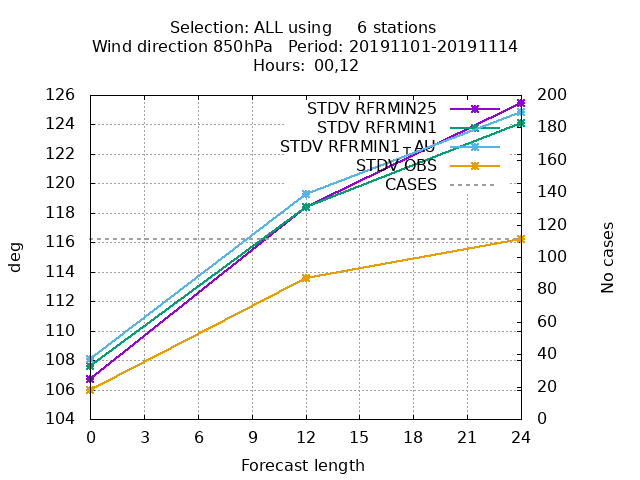 Selection: ALL using     6 stations
Wind direction 850hPa   Period: 20191101-20191114
Hours: 00,12
126
124
122
120
118
116
114
112
110
108
106
104
deg
STDV RFRMIN25
STDV RFRMIN1
STDV RFRMIN1_AU
STDV OBS
CASES
200
180
160
140
120
100
80
60
40
20
0
No cases
0 3 6 9 12 15 18 21 24
Forecast length